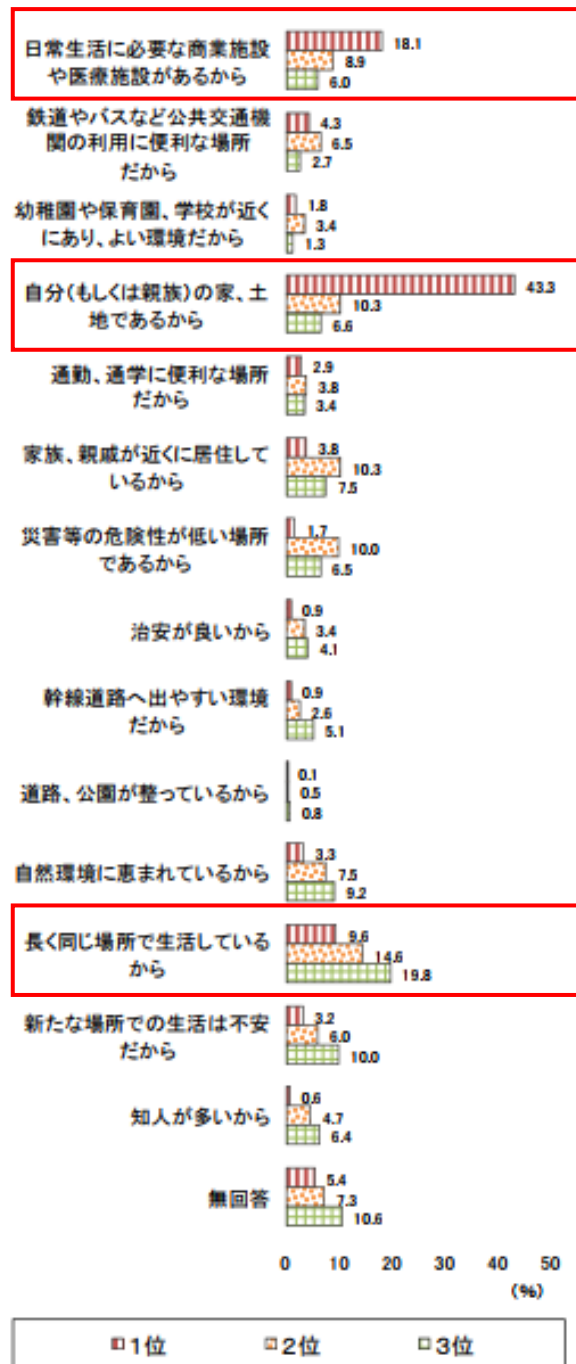 日常生活に必要な商業施設
や医療施設があるから
18.1
8.9
6.0
鉄道やバスなど公共交通機
関の利用に便利な場所
だから
4.3
6.5
2.7
幼稚園や保育園、学校が近く
にあり、よい環境だから
1.8
3.4
1.3
自分(もしくは親族)の家、土
地であるから
43.3
10.3
6.6
通勤、通学に便利な場所
だから
2.9
3.8
3.4
家族、親戚が近くに居住して
いるから
3.8
10.3
7.5
災害等の危険性が低い場所
であるから
1.7
10.0
6.5
治安が良いから
0.9
3.4
4.1
幹線道路へ出やすい環境
だから
0.9
2.6
5.1
道路、公園が整っているから
0.1
0.5
0.8
自然環境に恵まれているから
3.3
7.5
9.2
長く同じ場所で生活している
から
9.6
14.6
19.8
新たな場所での生活は不安
だから
3.2
6.0
10.0
知人が多いから
0.6
4.7
6.4
無回答
5.4
7.3
10.6
0 10 20 30 40 50
(%)
1位 2位 3位